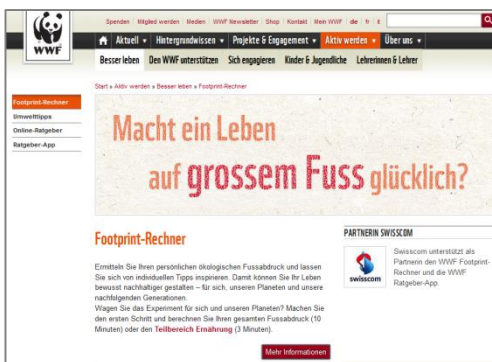 Spenden | Mitglied werden | Medien | WWF Newsletter | Shop | Kontakt | Mein WWF | de | fr | it
WWF
Aktuell Hintergrundwissen Projekte & Engagement Aktiv werden Über uns
Besser leben Den WWF unterstützen Sich engagieren Kinder & Jugendliche Lehrerinnen & Lehrer
Start » Aktiv werden » Besser leben » Footprint-Rechner
Footprint-Rechner
Umwelttipps
Online-Ratgeber
Ratgeber-App
Macht ein Leben
auf grossem Fuss glücklich?
Footprint-Rechner
Ermitteln Sie Ihren persönlichen ökologischen Fussabdruck und lassen
Sie sich von individuellen Tipps inspirieren. Damit können Sie Ihr Leben
bewusst nachhaltiger gestalten – für sich, unseren Planeten und unsere
nachfolgenden Generationen.
Wagen Sie das Experiment für sich und unseren Planeten? Machen Sie
den ersten Schritt und berechnen Sie Ihren gesamten Fussabdruck (10
Minuten) oder den Teilbereich Ernährung (3 Minuten).
Mehr Informationen
PARTNERIN SWISSCOM
swisscom
Swisscom unterstützt als
Partnerin den WWF Footprint-
Rechner und die WWF
Ratgeber-App.